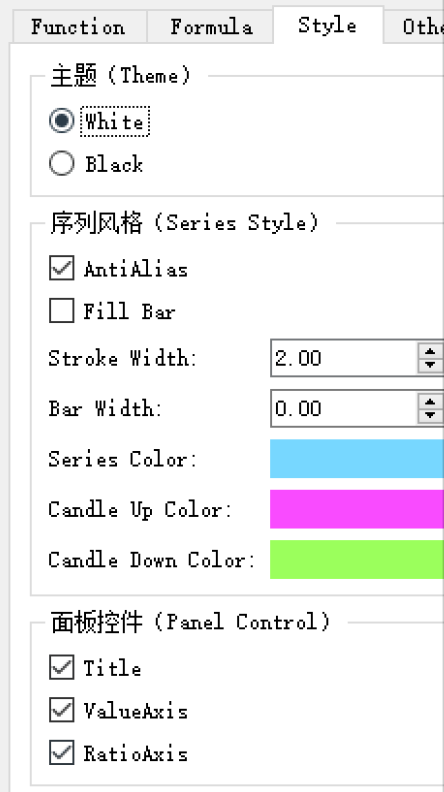 Function Formula Style Othe
主题 (Theme)
White
Black
序列风格 (Series Style)
AntiAlias
Fill Bar
Stroke Width: 2.00
Bar Width: 0.00
Series Color:
Candle Up Color:
Candle Down Color:
面板控件 (Panel Control)
Title
ValueAxis
RatioAxis